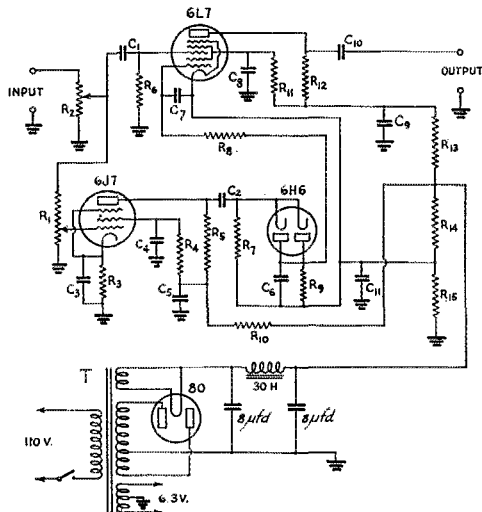 6L7
C1
C10
INPUT
R2
R6
C7
C8
R11
R12
OUTPUT
R8
C9
R13
6J7
C2
6H6
R1
C4
R4
R5
R7
R14
C3
R3
C5
C6
R9
C11
R15
R10
T
80
30 H
8μfd
8μfd
110 V.
6.3V.